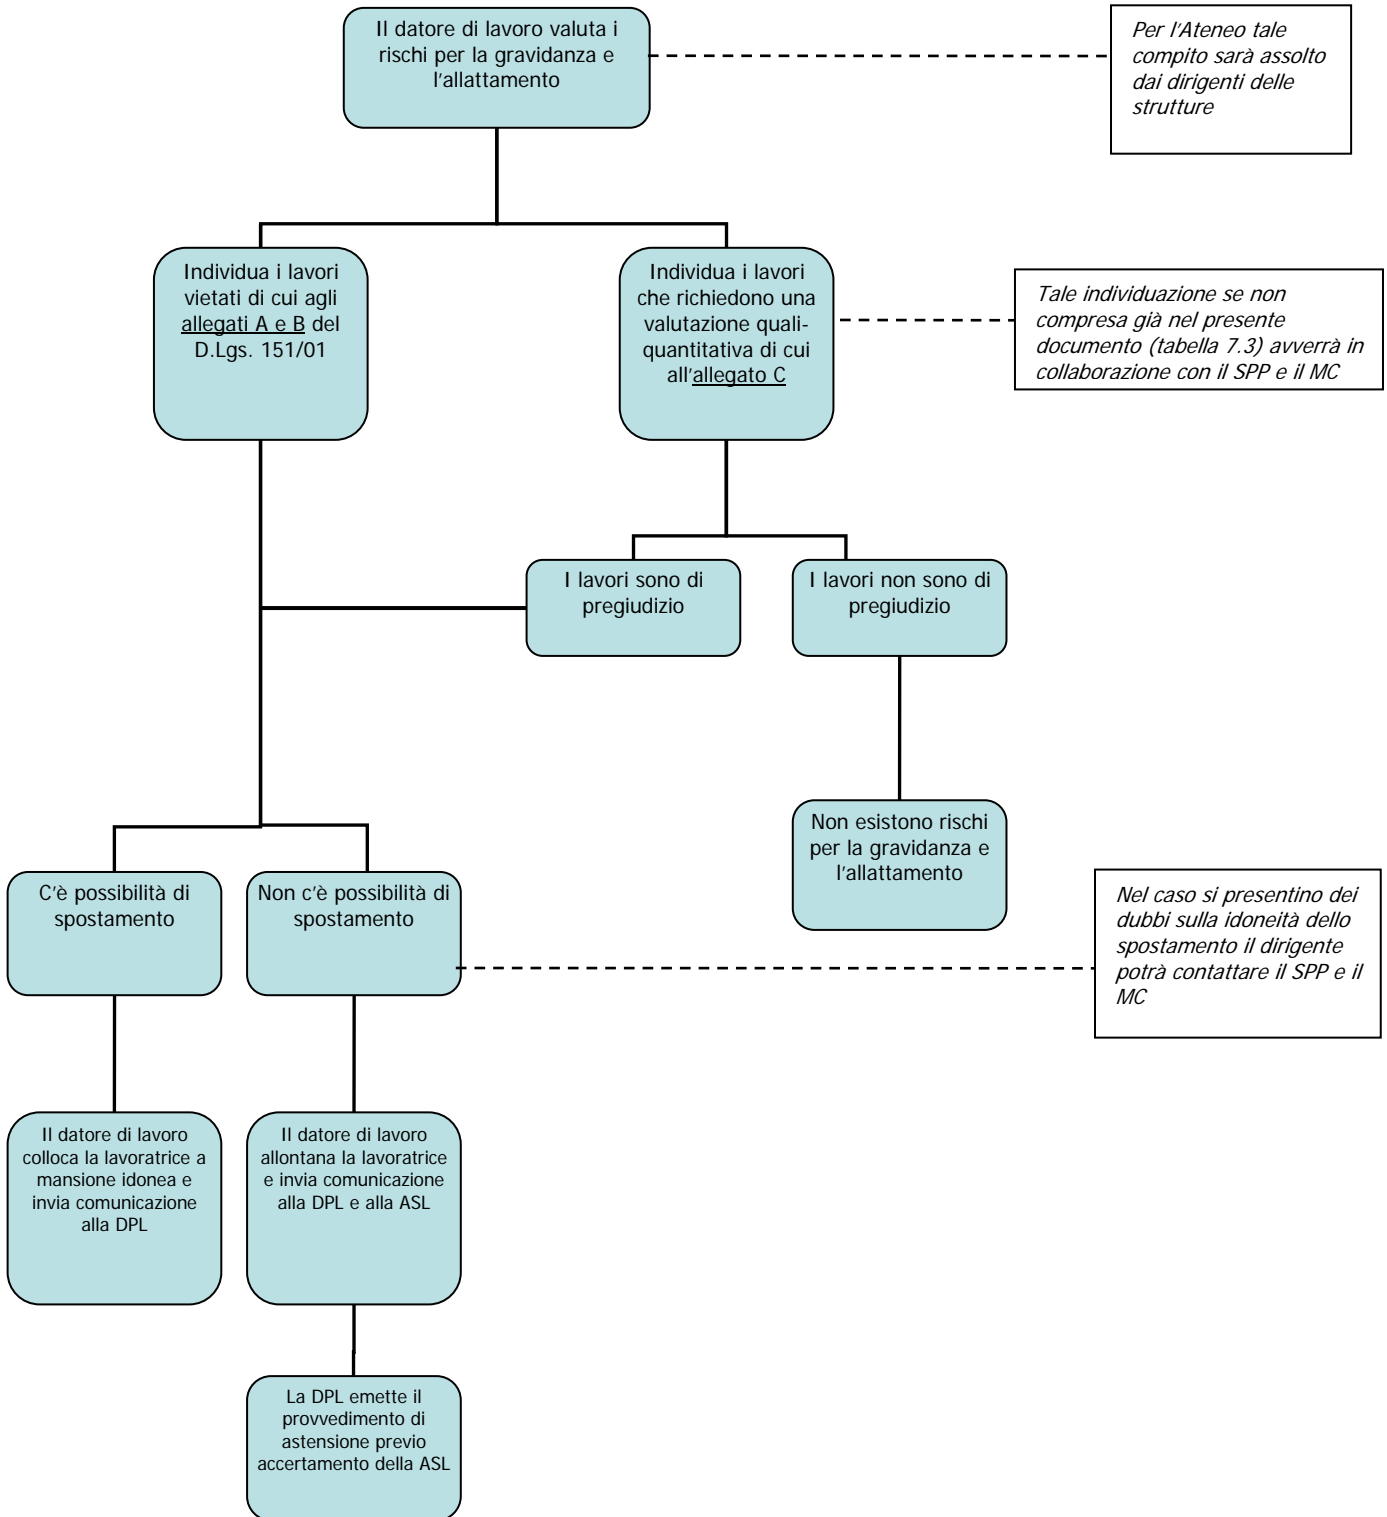 Il datore di lavoro valuta i
rischi per la gravidanza e
l'allattamento
Per l'Ateneo tale
compito sarà assolto
dai dirigenti delle
strutture
Individua i lavori
vietati di cui agli
allegati A e B del
D.Lgs. 151/01
Individua i lavori
che richiedono una
valutazione quali-
quantitativa di cui
all'allegato C
Tale individuazione se non
compresa già nel presente
documento (tabella 7.3) avverrà in
collaborazione con il SPP e il MC
I lavori sono di
pregiudizio
I lavori non sono di
pregiudizio
Non esistono rischi
per la gravidanza e
l'allattamento
C'è possibilità di
spostamento
Non c'è possibilità di
spostamento
Nel caso si presentino dei
dubbi sulla idoneità dello
spostamento il dirigente
potrà contattare il SPP e il
MC
Il datore di lavoro
colloca la lavoratrice a
mansione idonea e
invia comunicazione
alla DPL
Il datore di lavoro
allontana la lavoratrice
e invia comunicazione
alla DPL e alla ASL
La DPL emette il
provvedimento di
astensione previo
accertamento della ASL